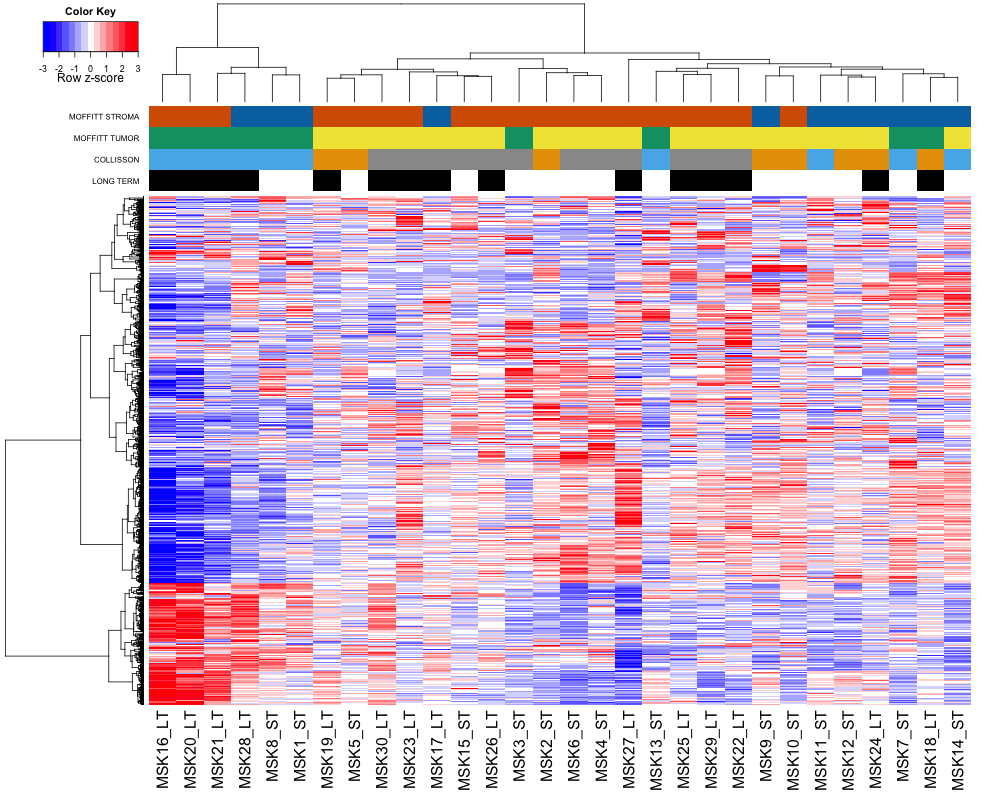 Color Key
-3 -2 -1 0 1 2 3
Row z-score
MOFFITT STROMA
MOFFITT TUMOR
COLLISSON
LONG TERM
MSK16_LT
MSK20_LT
MSK21_LT
MSK28_LT
MSK8_ST
MSK1_ST
MSK19_LT
MSK5_ST
MSK30_LT
MSK23_LT
MSK17_LT
MSK15_ST
MSK26_LT
MSK3_ST
MSK2_ST
MSK6_ST
MSK4_ST
MSK27_LT
MSK13_ST
MSK25_LT
MSK29_LT
MSK22_LT
MSK9_ST
MSK10_ST
MSK11_ST
MSK12_ST
MSK24_LT
MSK7_ST
MSK18_LT
MSK14_ST